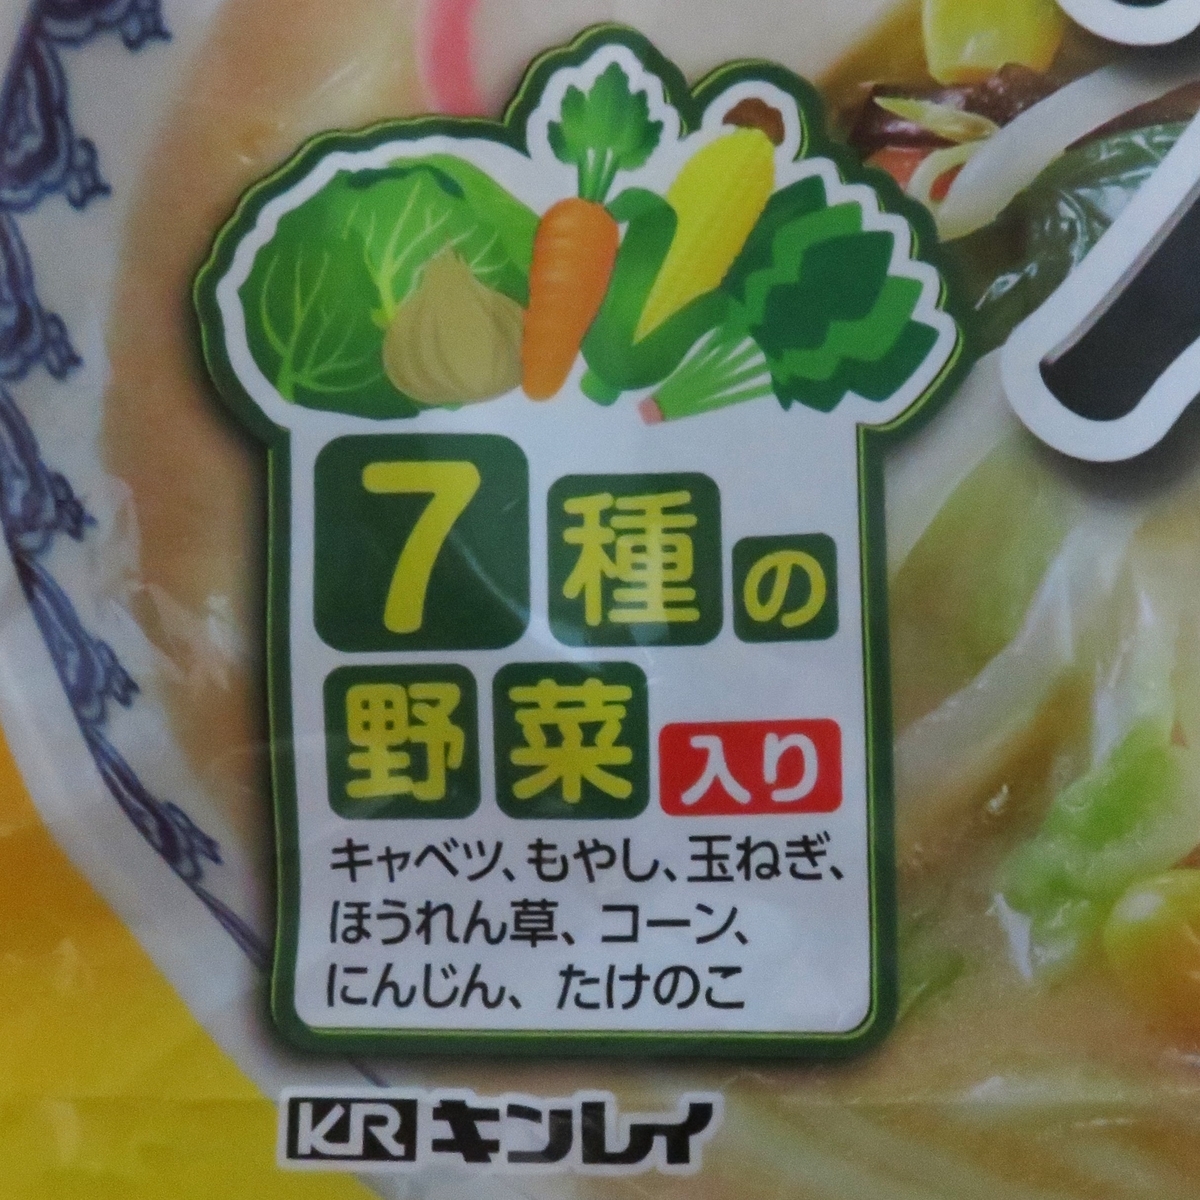 7種の
野菜入り
キャベツ、もやし、玉ねぎ、
ほうれん草、コーン、
にんじん、たけのこ
KR キンレイ